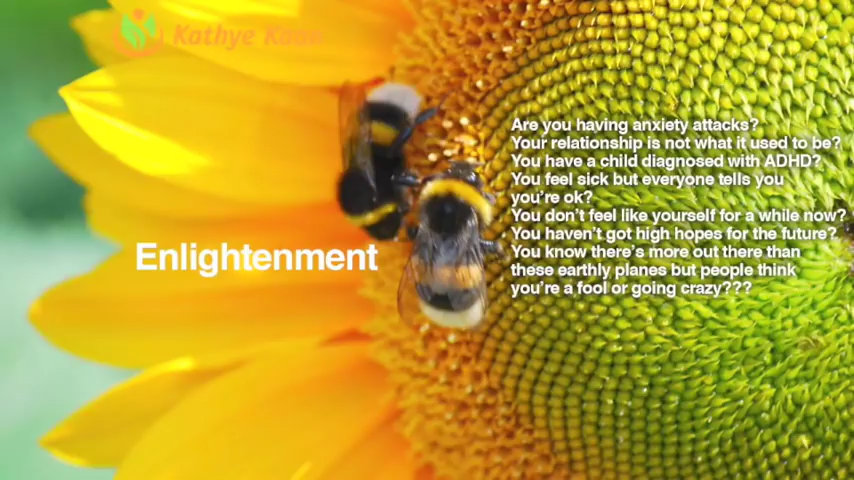 Kathye
Are you having anxiety attacks?
Your relationship is not what it used to be?
You have a child diagnosed with ADHD?
You feel sick but everyone tells you
you're ok?
You don't feel like yourself for a while now?
You haven't got high hopes for the future?
You know there's more out there than
these earthly planes but people think
you're a fool or going crazy???
Enlightenment